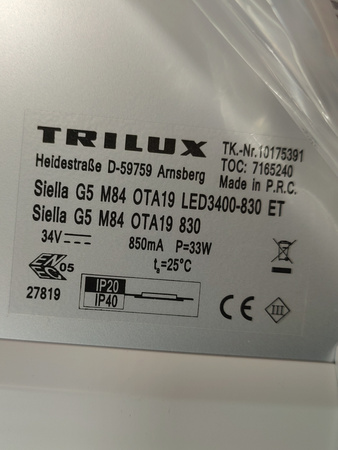 TRILUX
TK.-Nr.10175391
Heidestraße D-59759 Arnsberg
TOC: 7165240
Made in P.R.C.
Siella G5 M84 OTA19 LED3400-830 ET
Siella G5 M84 OTA19 830
34V 850mA P=33W
ta=25°C
ENEC 05
27819
IP20
IP40
CE
III